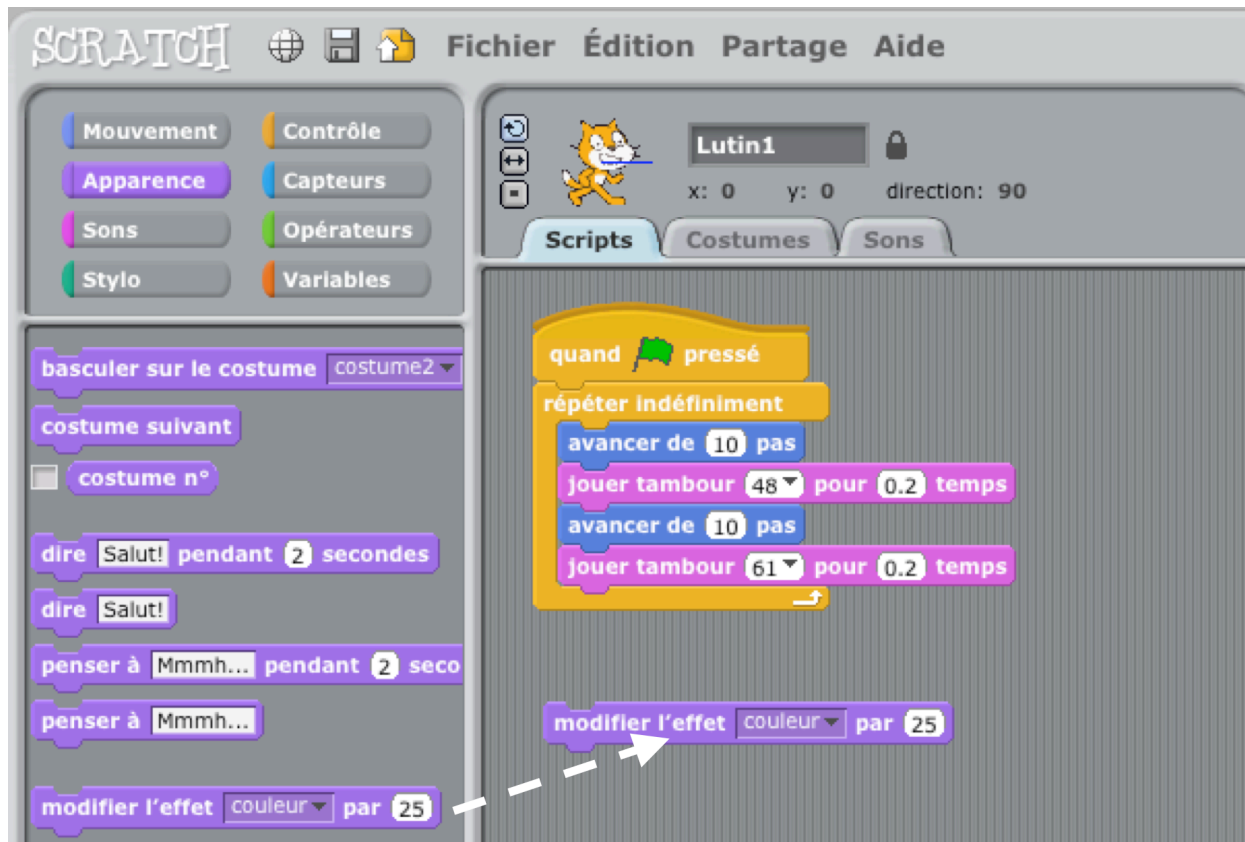 SCRATCH Fichier Édition Partage Aide
Mouvement Contrôle
Apparence Capteurs
Sons Opérateurs
Stylo Variables
basculer sur le costume costume2
costume suivant
costume n°
dire Salut! pendant 2 secondes
dire Salut!
penser à Mmmh... pendant 2 seco
penser à Mmmh...
modifier l'effet couleur par 25
Lutin1
x: 0 y: 0 direction: 90
Scripts Costumes Sons
quand pressé
répéter indéfiniment
avancer de 10 pas
jouer tambour 48 pour 0.2 temps
avancer de 10 pas
jouer tambour 61 pour 0.2 temps
modifier l'effet couleur par 25